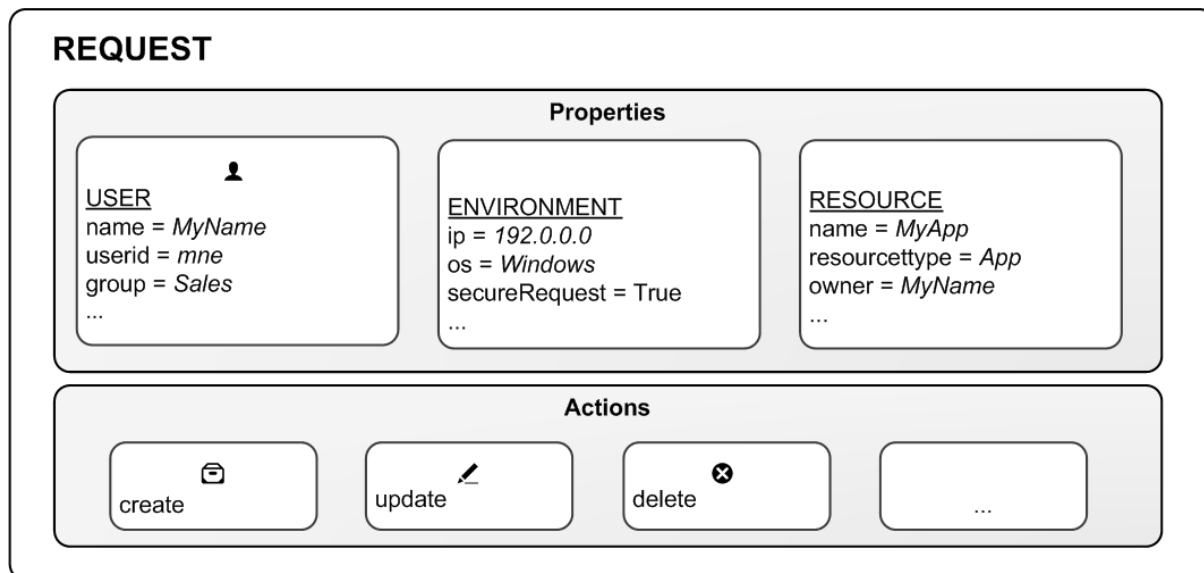 REQUEST
Properties
USER
name = MyName
userid = mne
group = Sales
...
ENVIRONMENT
ip = 192.0.0.0
os = Windows
secureRequest = True
...
RESOURCE
name = MyApp
resourcettype = App
owner = MyName
...
Actions
create
update
delete
...